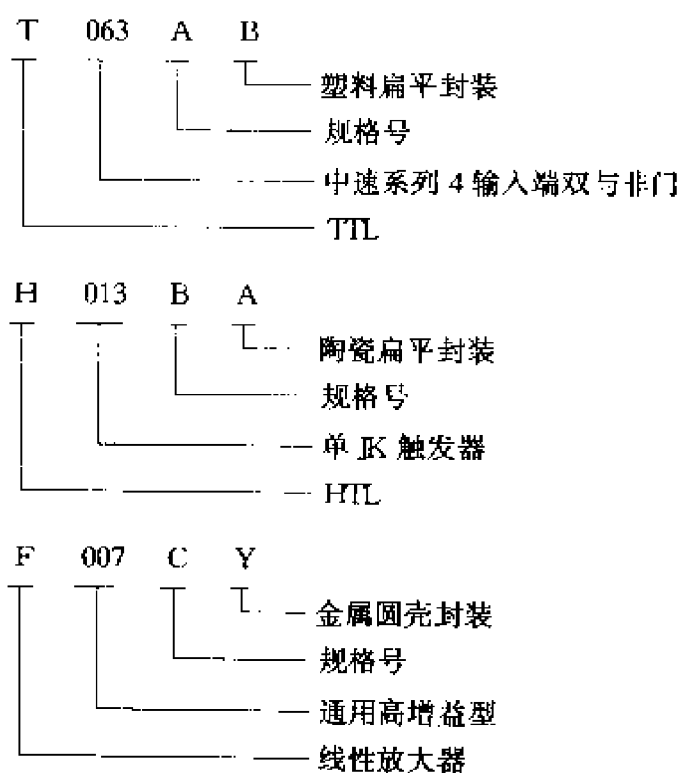 T 063 A B
塑料扁平封装
规格号
中速系列4输入端双与非门
TTL
H 013 B A
陶瓷扁平封装
规格号
单JK触发器
HTL
F 007 C Y
金属圆壳封装
规格号
通用高增益型
线性放大器